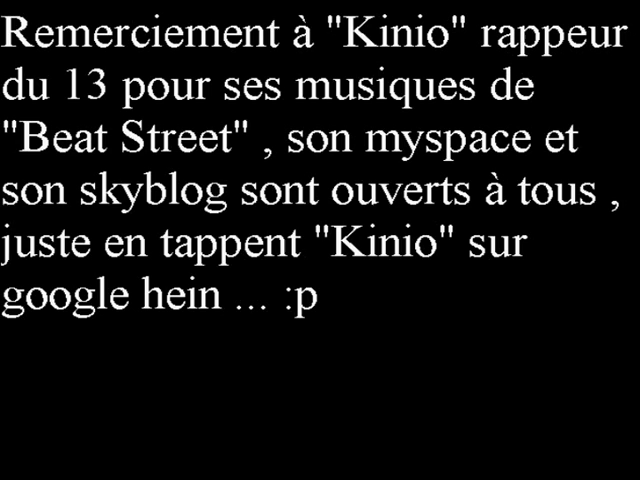 Remerciement à "Kinio" rappeur
du 13 pour ses musiques de
"Beat Street" , son myspace et
son skyblog sont ouverts à tous ,
juste en tappent "Kinio" sur
google hein ... :p